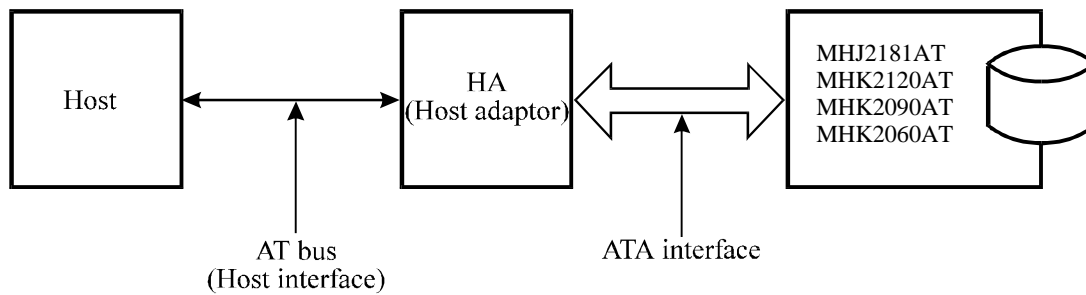 Host
HA
(Host adaptor)
MHJ2181AT
MHK2120AT
MHK2090AT
MHK2060AT
AT bus
(Host interface)
ATA interface